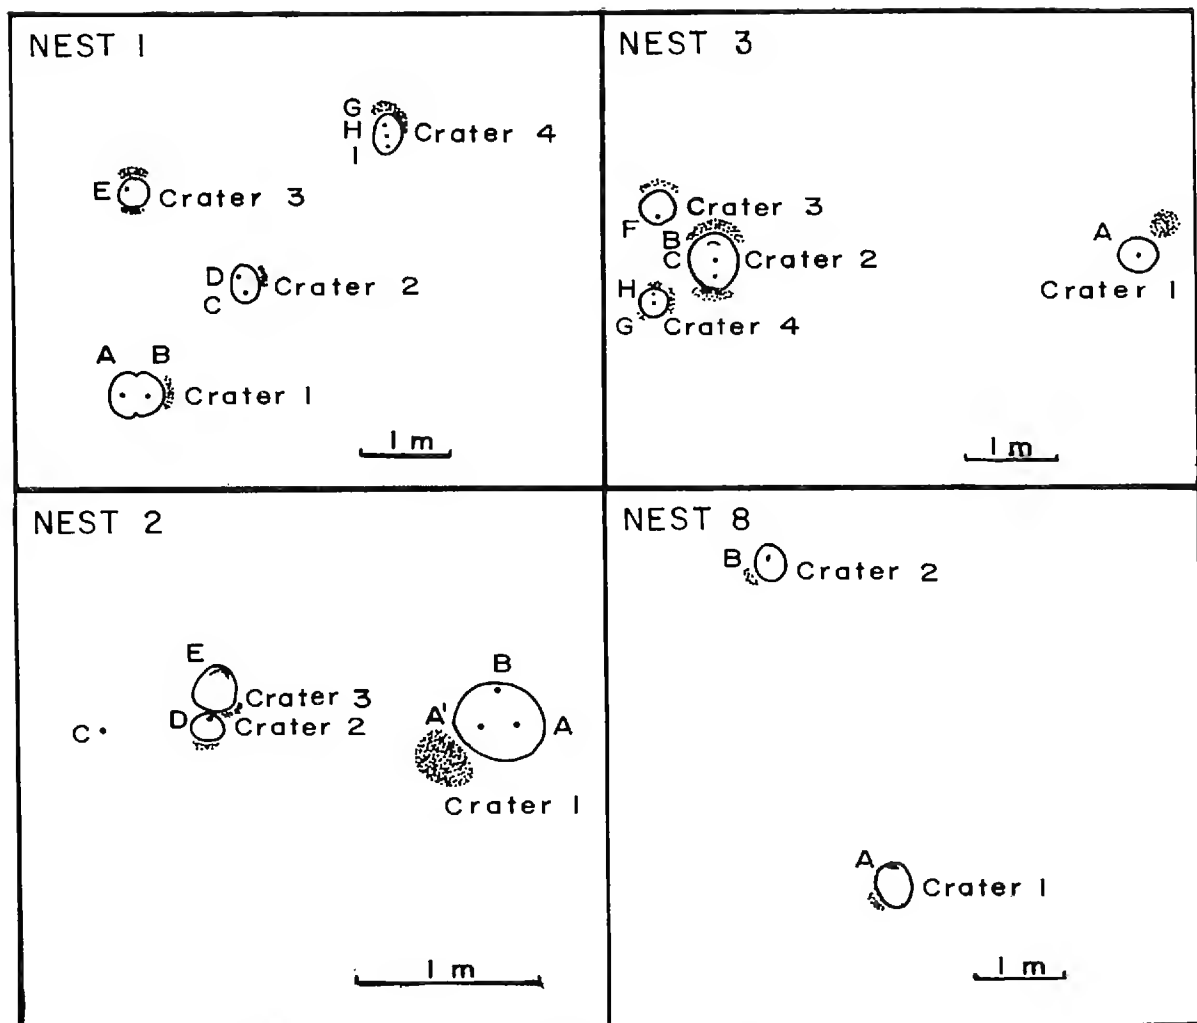 NEST 1
G
H
I
Crater 4
E
Crater 3
D
C
Crater 2
A B
Crater 1
1 m
NEST 3
F
Crater 3
B
C
Crater 2
A
Crater 1
H
G
Crater 4
1 m
NEST 2
E
Crater 3
D
Crater 2
C
B
A'
A
Crater 1
1 m
NEST 8
B
Crater 2
A
Crater 1
1 m